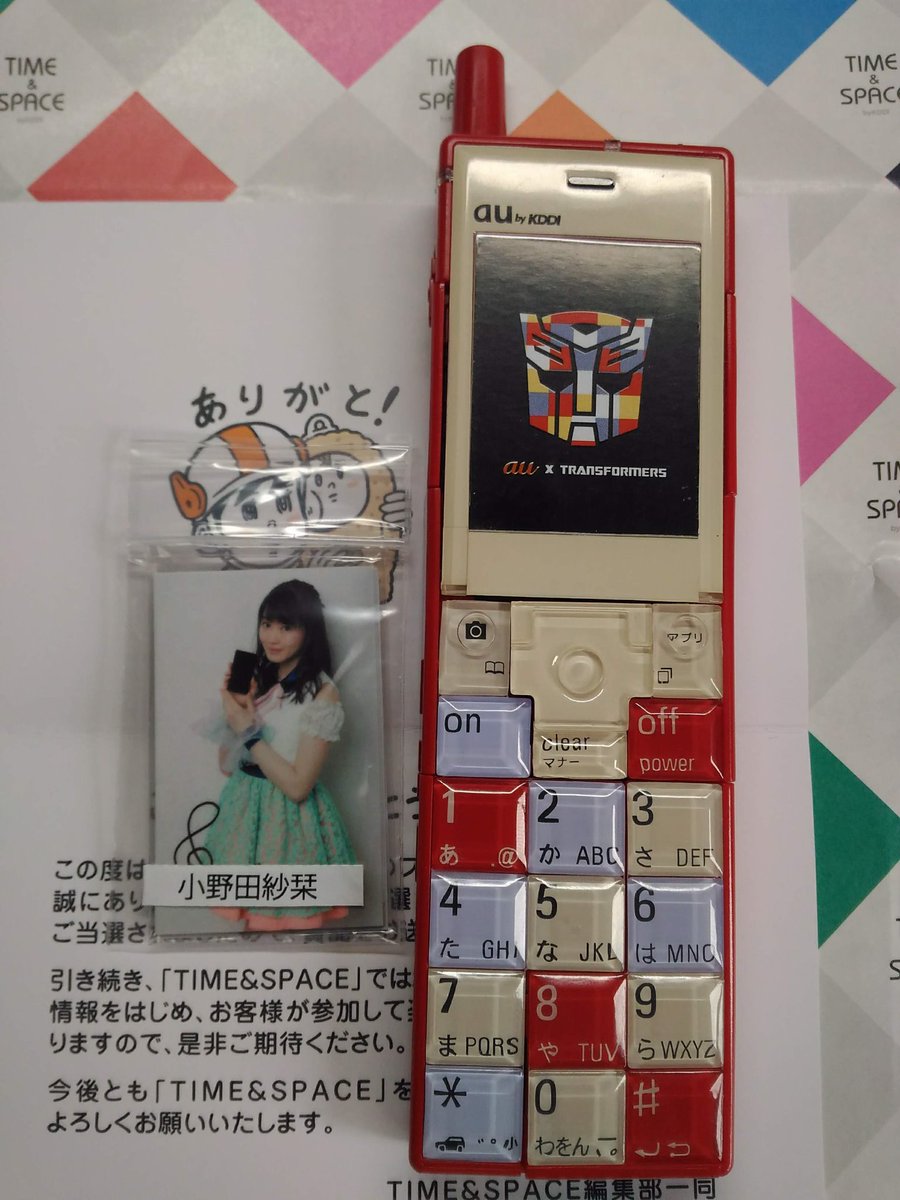 TIME
&
SPACE
by KDDI
TIME
&
SPACE
by KDDI
au by KDDI
au x TRANSFORMERS
ありがと!
小野田紗栞
この度は
誠にあり
ご当選さ
引き続き、「TIME&SPACE」では
情報をはじめ、お客様が参加して
りますので、是非ご期待ください。
今後とも「TIME&SPACE」を
よろしくお願いいたします。
TIME&SPACE編集部一同
アプリ
on
clear
マナー
off
power
1
あ .@
2
か ABC
3
さ DEF
4
た GHI
5
な JKL
6
は MNO
7
ま PQRS
8
や TUV
9
ら WXYZ
*
゛゜小
0
わをん、。
#